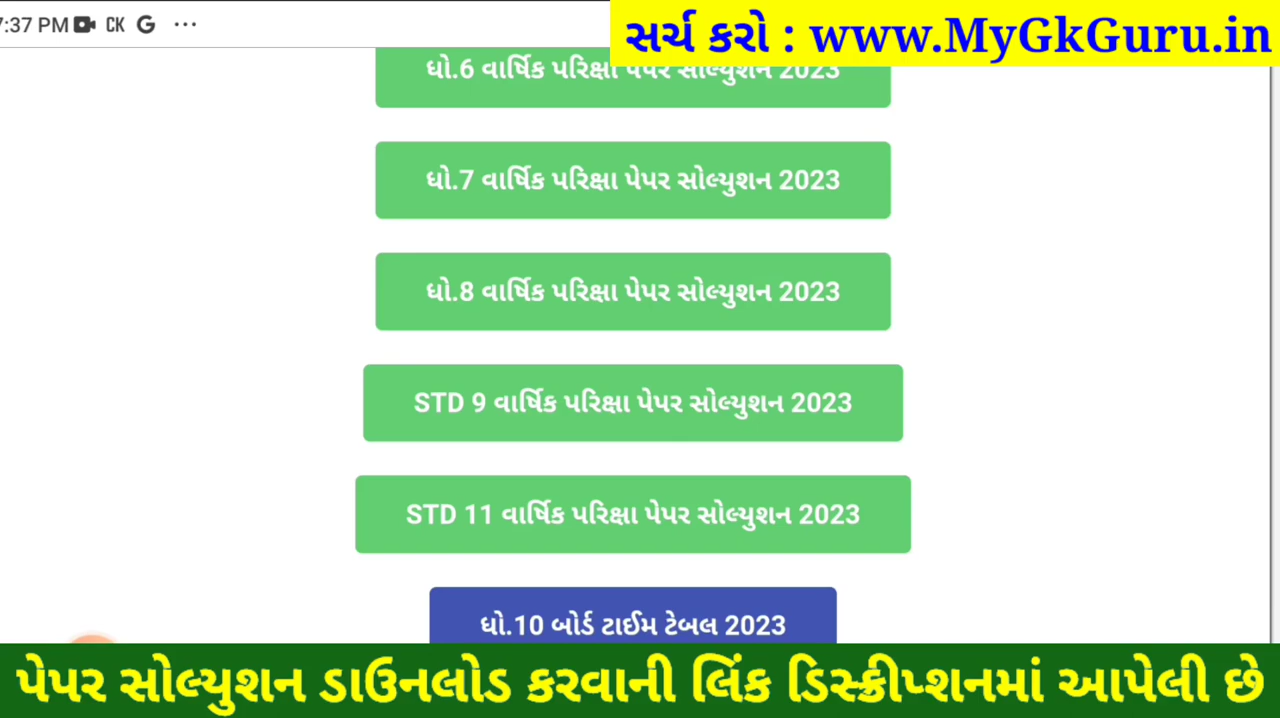 7:37 PM CK G ...
સર્ચ કરો : www.MyGkGuru.in
ધો.6 વાર્ષિક પરિક્ષા પેપર સોલ્યુશન 2023
ધો.7 વાર્ષિક પરિક્ષા પેપર સોલ્યુશન 2023
ધો.8 વાર્ષિક પરિક્ષા પેપર સોલ્યુશન 2023
STD 9 વાર્ષિક પરિક્ષા પેપર સોલ્યુશન 2023
STD 11 વાર્ષિક પરિક્ષા પેપર સોલ્યુશન 2023
ધો.10 બોર્ડ ટાઈમ ટેબલ 2023
પેપર સોલ્યુશન ડાઉનલોડ કરવાની લિંક ડિસ્ક્રીપ્શનમાં આપેલી છે